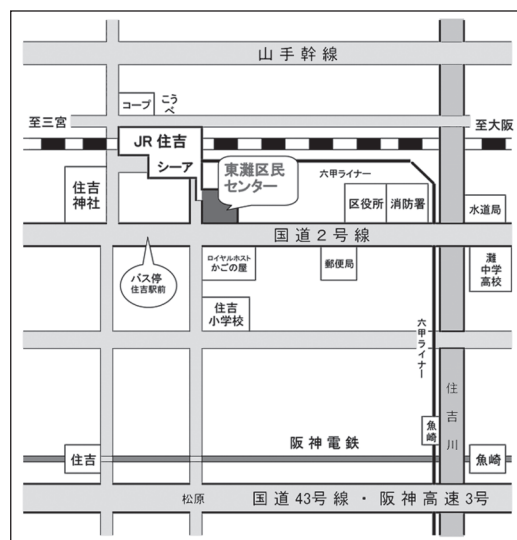 山手幹線
コープ こうべ
至三宮
至大阪
JR 住吉
シーア
東灘区民
センター
六甲ライナー
住吉
神社
区役所
消防署
水道局
国道2号線
バス停
住吉駅前
ロイヤルホスト
かごの屋
郵便局
灘
中学
高校
住吉
小学校
六甲ライナー
住吉川
魚崎
阪神電鉄
住吉
魚崎
松原
国道43号線・阪神高速3号